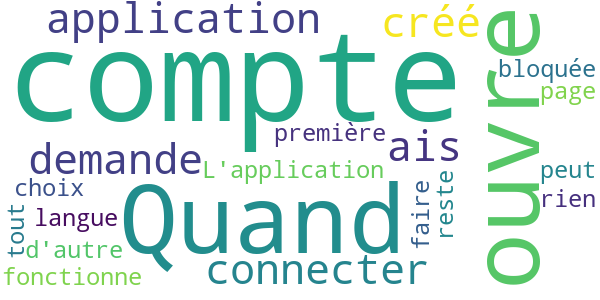 application
créé
compte
ouvre
bloquée
page
première
ais
demande
L'application
peut
choix
Quand
rien
langue
tout
faire
reste
d'autre
connecter
fonctionne